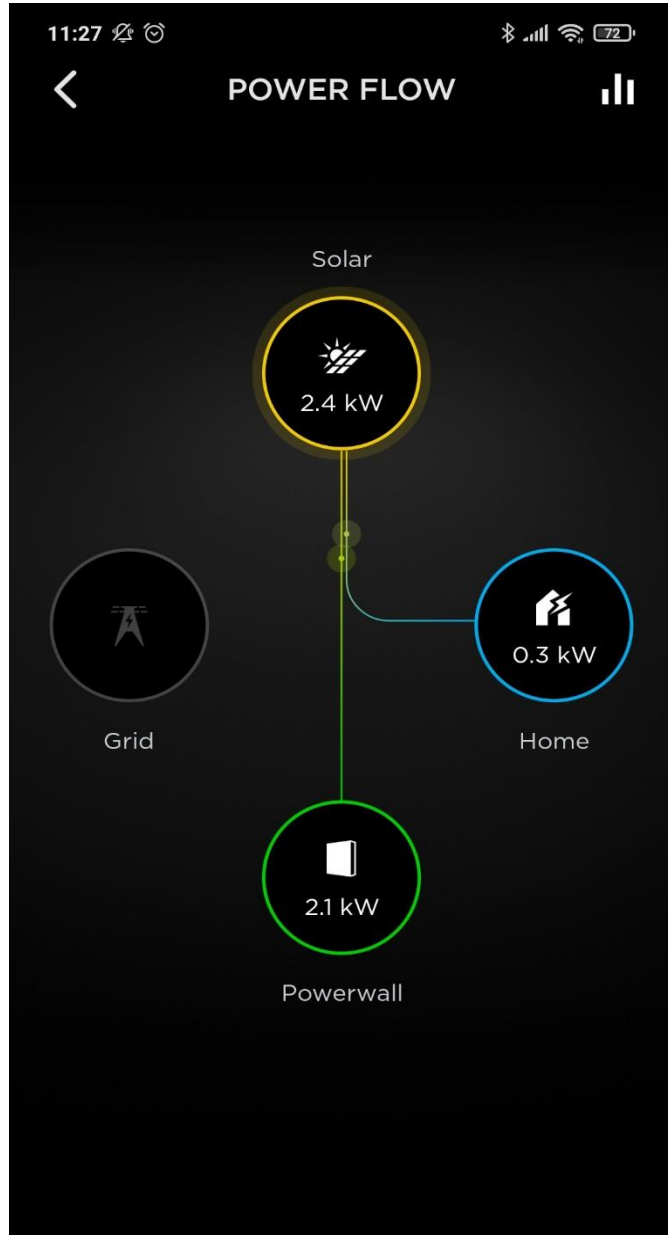 11:27 72
POWER FLOW
Solar
2.4 kW
0.3 kW
Grid
Home
2.1 kW
Powerwall